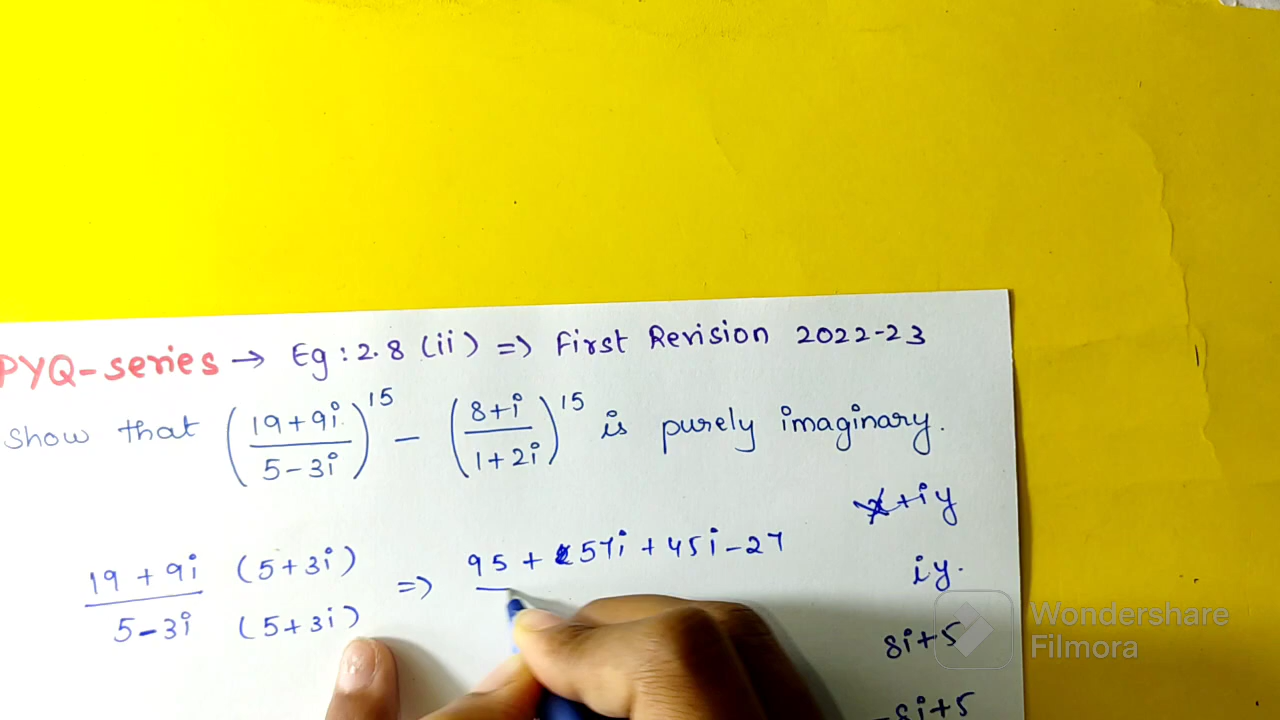 PYQ-series → Eg : 2.8 (ii) => First Revision 2022-23
Show that ((19+9i)/(5-3i))^15 - ((8+i)/(1+2i))^15 is purely imaginary.
x+iy
(19 + 9i)/(5-3i) (5+3i)/(5+3i) => 95 + 57i + 45i - 27
iy.
8i+5
-8i+5
Wondershare
Filmora